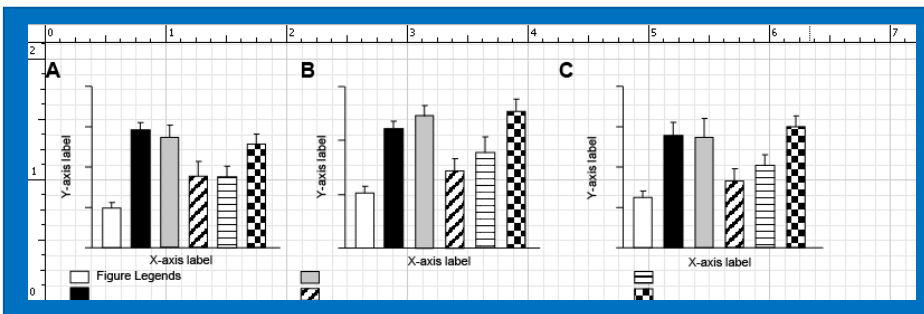 0 1 2 3 4 5 6 7
2
1
0
A
B
C
Y-axis label
Y-axis label
Y-axis label
X-axis label
X-axis label
X-axis label
Figure Legends